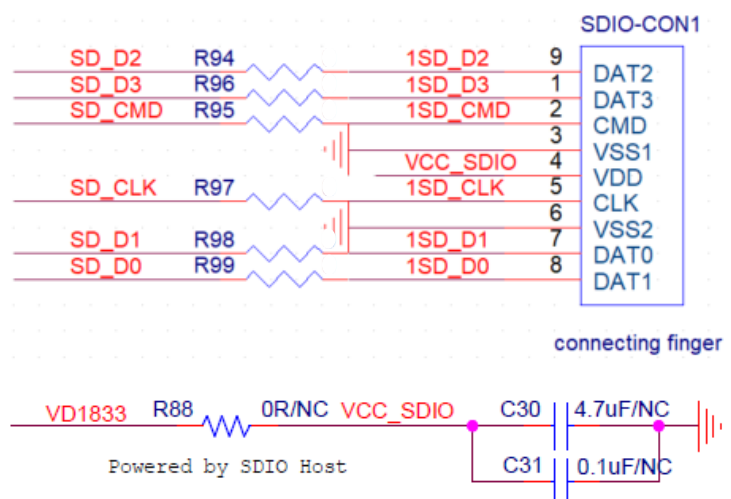 SDIO-CON1
SD_D2 R94 1SD_D2 9 DAT2
SD_D3 R96 1SD_D3 1 DAT3
SD_CMD R95 1SD_CMD 2 CMD
3 VSS1
VCC_SDIO 4 VDD
SD_CLK R97 1SD_CLK 5 CLK
6 VSS2
SD_D1 R98 1SD_D1 7 DAT0
SD_D0 R99 1SD_D0 8 DAT1
connecting finger
VD1833 R88 0R/NC VCC_SDIO C30 4.7uF/NC
Powered by SDIO Host C31 0.1uF/NC